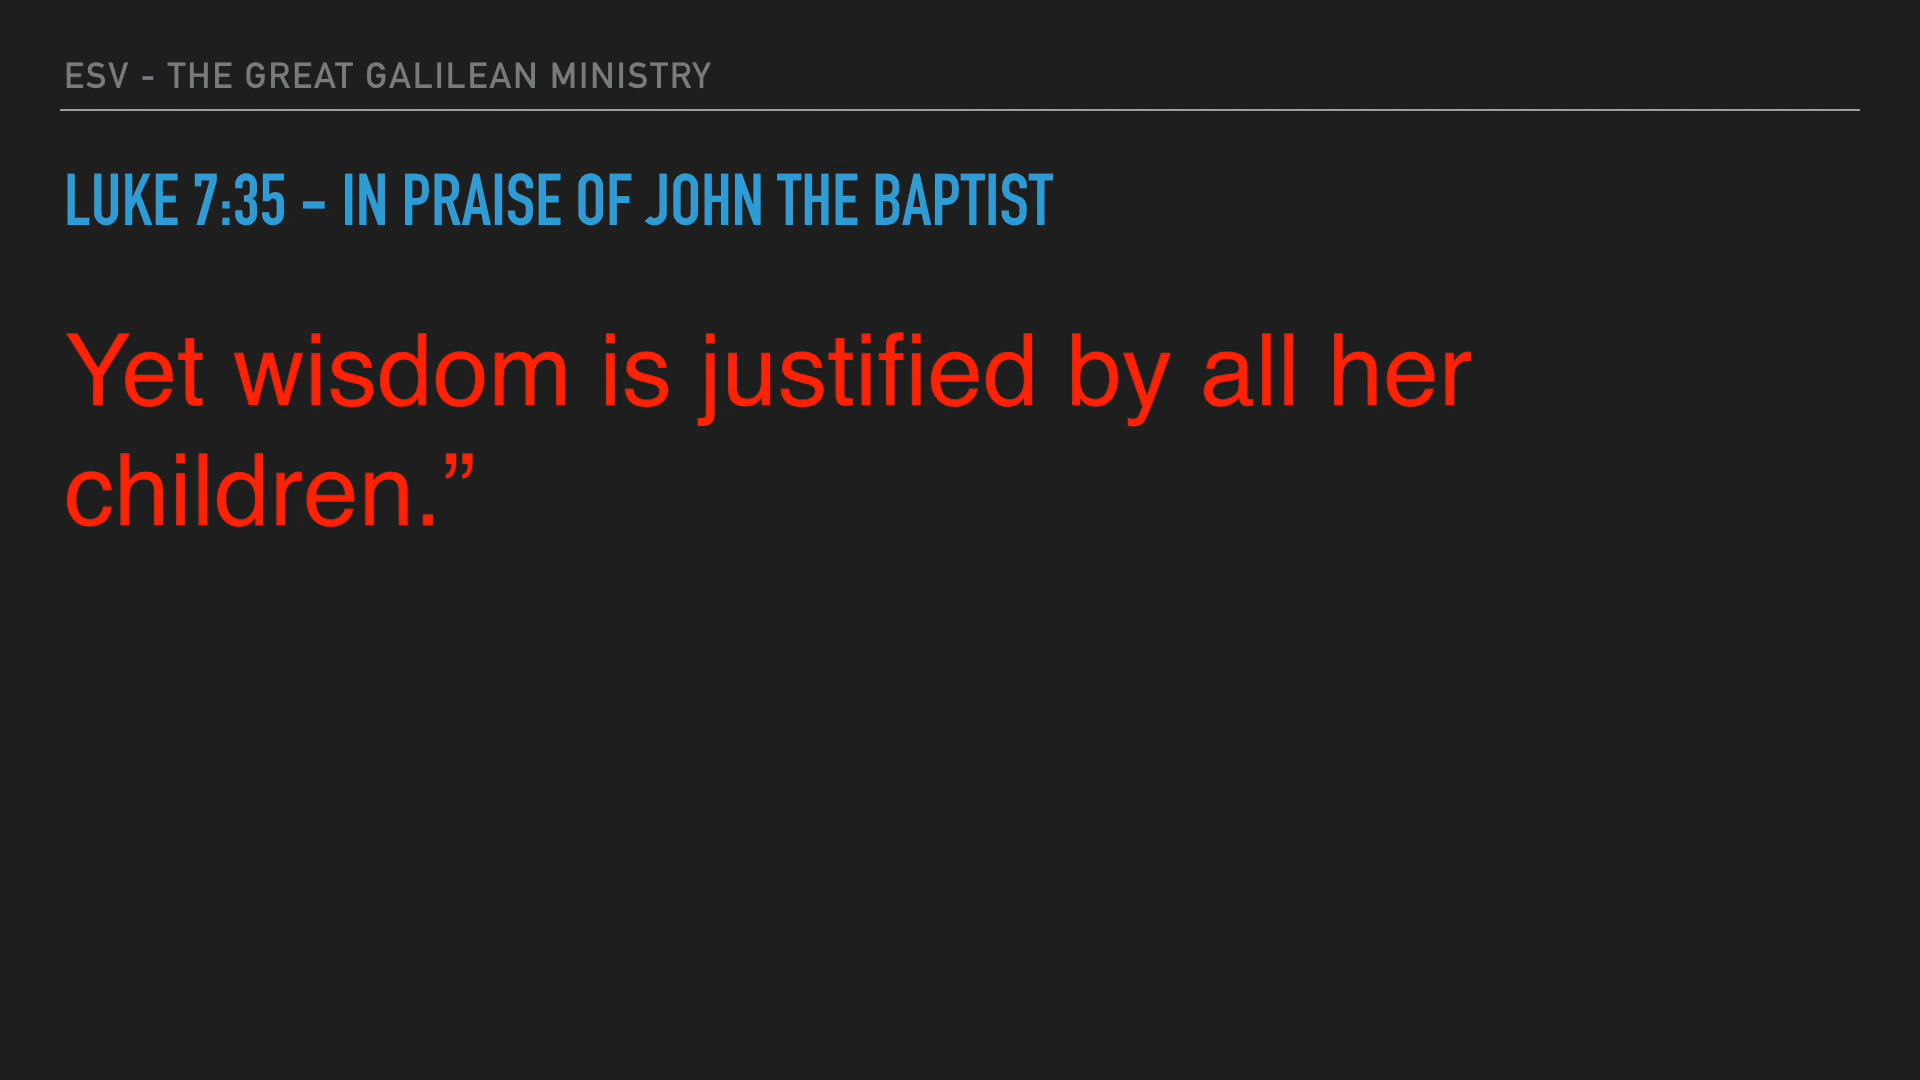 ESV - THE GREAT GALILEAN MINISTRY
LUKE 7:35 - IN PRAISE OF JOHN THE BAPTIST
Yet wisdom is justified by all her
children.”